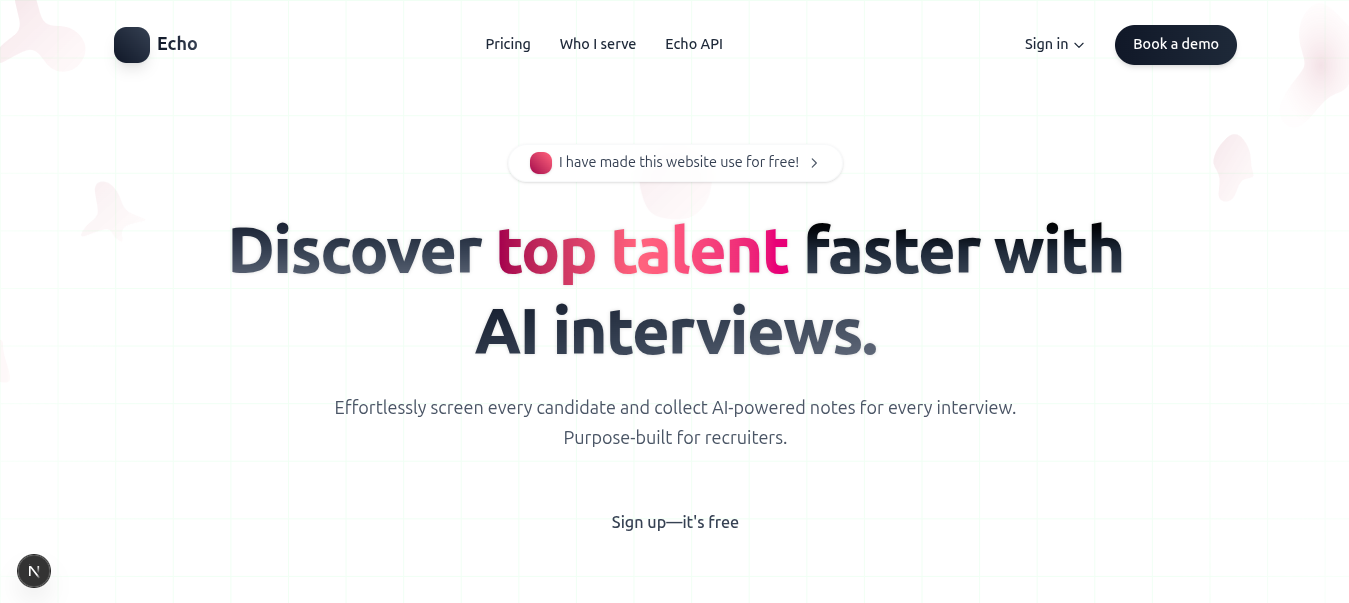 Echo
Pricing
Who I serve
Echo API
Sign in
Book a demo
I have made this website use for free!
Discover top talent faster with
AI interviews.
Effortlessly screen every candidate and collect AI-powered notes for every interview.
Purpose-built for recruiters.
Sign up—it's free
N